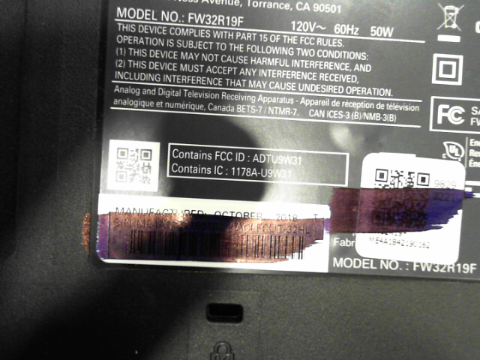 Avenue, Torrance, CA 90501
MODEL NO.: FW32R19F 120V~ 60Hz 50W
THIS DEVICE COMPLIES WITH PART 15 OF THE FCC RULES.
OPERATION IS SUBJECT TO THE FOLLOWING TWO CONDITIONS:
(1) THIS DEVICE MAY NOT CAUSE HARMFUL INTERFERENCE, AND
(2) THIS DEVICE MUST ACCEPT ANY INTERFERENCE RECEIVED,
INCLUDING INTERFERENCE THAT MAY CAUSE UNDESIRED OPERATION.
Analog and Digital Television Receiving Apparatus - Appareil de réception de télévision
analogique et numérique, Canada BETS-7 / NTMR-7. CAN ICES-3 (B)/NMB-3(B)
FC
Contains FCC ID : ADTU9W31
Contains IC : 1178A-U9W31
MANUFACTURED: OCTOBER 2018
MODEL NO. : FW32R19F